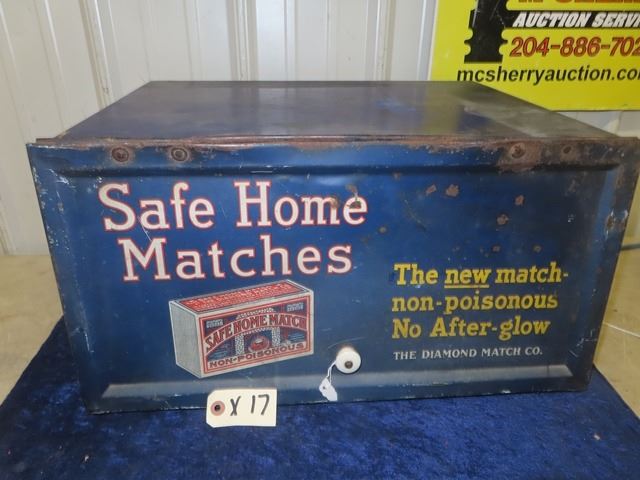 AUCTION SERV
204-886-702
mcsherryauction.com
Safe Home
Matches
The new match-
non-poisonous
No After-glow
THE DIAMOND MATCH CO.
SAFE HOME MATCH
NON-POISONOUS
X 17